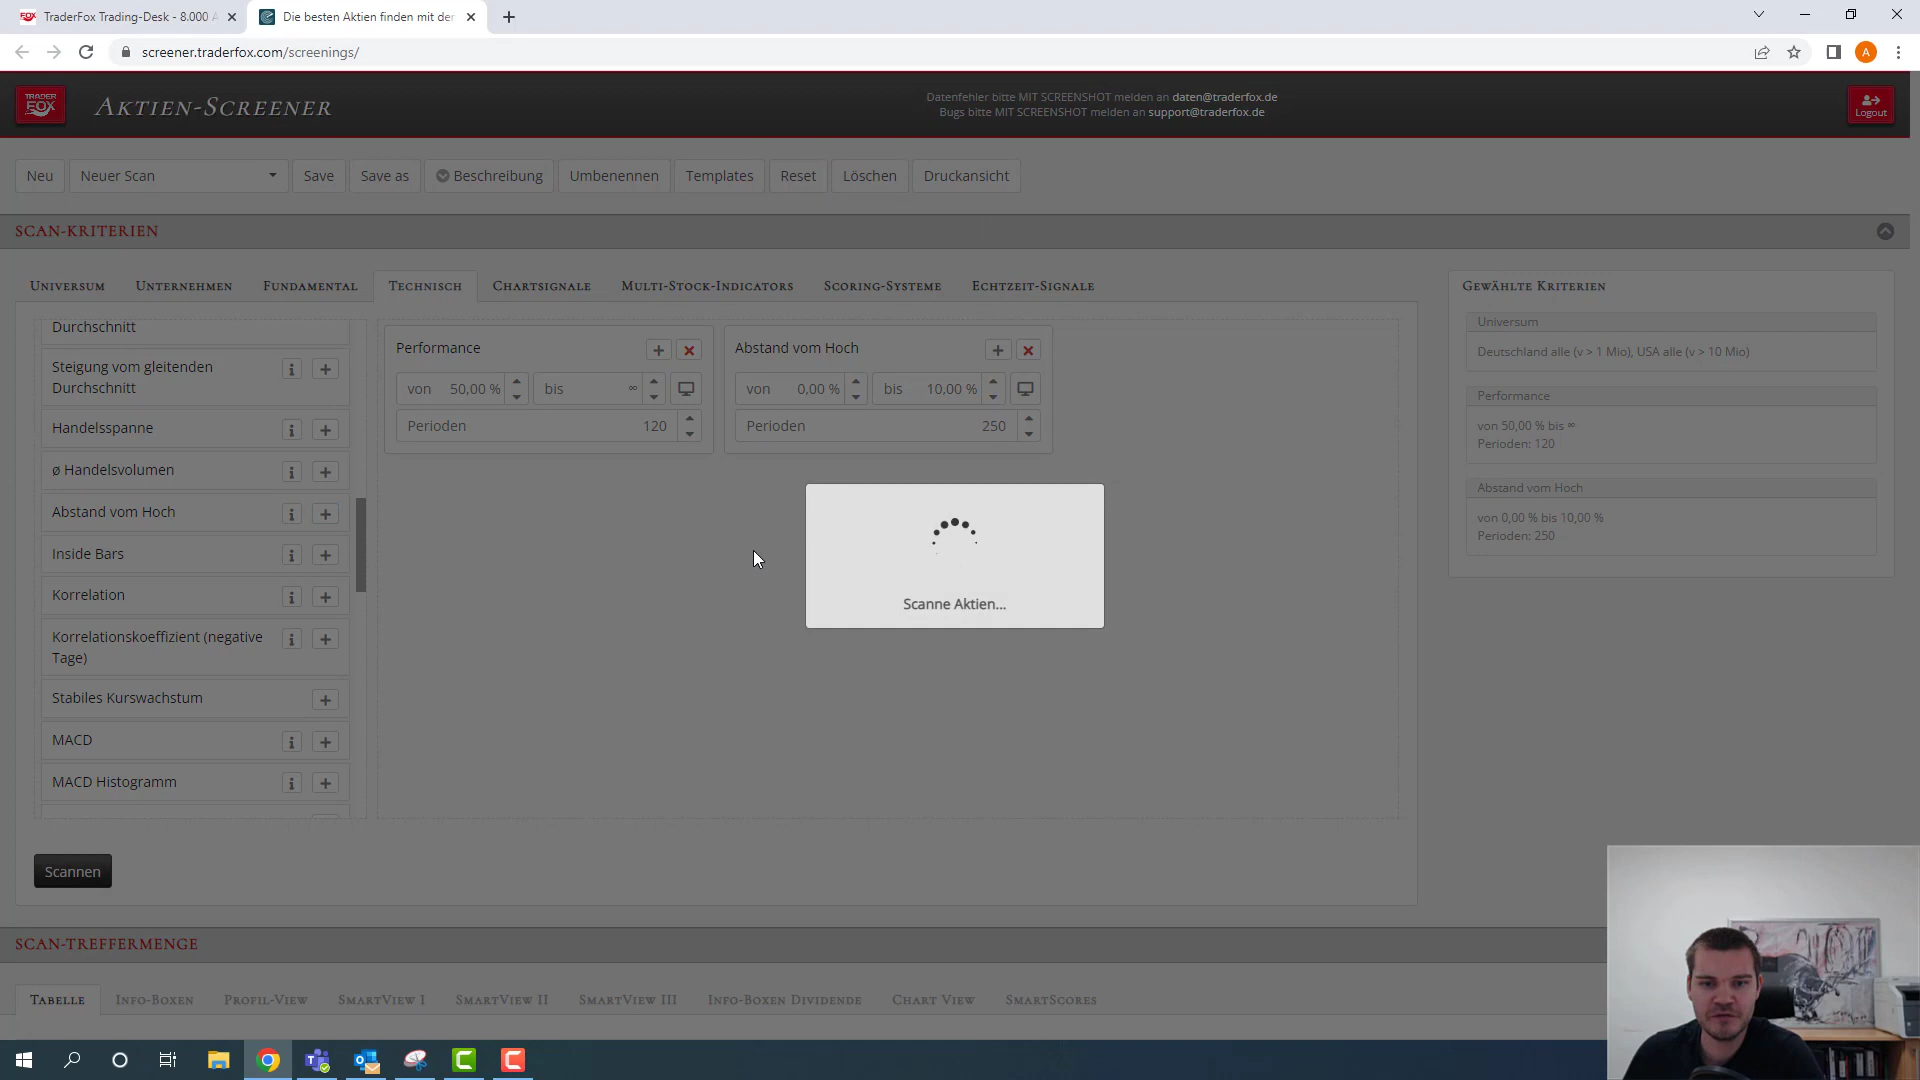 TraderFox Trading-Desk - 8.000 A
Die besten Aktien finden mit der
screener.traderfox.com/screenings/
A
TRADER
FOX
Aktien-Screener
Datenfehler bitte MIT SCREENSHOT melden an daten@traderfox.de
Bugs bitte MIT SCREENSHOT melden an support@traderfox.de
Logout
Neu
Neuer Scan
Save
Save as
Beschreibung
Umbenennen
Templates
Reset
Löschen
Druckansicht
SCAN-KRITERIEN
Universum
Unternehmen
Fundamental
Technisch
Chartsignale
Multi-Stock-Indicators
Scoring-Systeme
Echtzeit-Signale
Durchschnitt
Steigung vom gleitenden
Durchschnitt
Handelsspanne
ø Handelsvolumen
Abstand vom Hoch
Inside Bars
Korrelation
Korrelationskoeffizient (negative
Tage)
Stabiles Kurswachstum
MACD
MACD Histogramm
Performance
von 50,00 % bis ∞
Perioden 120
Abstand vom Hoch
von 0,00 % bis 10,00 %
Perioden 250
Scanne Aktien...
Gewählte Kriterien
Universum
Deutschland alle (v > 1 Mio), USA alle (v > 10 Mio)
Performance
von 50,00 % bis ∞
Perioden: 120
Abstand vom Hoch
von 0,00 % bis 10,00 %
Perioden: 250
Scannen
SCAN-TREFFERMENGE
Tabelle
Info-Boxen
Profil-View
SmartView I
SmartView II
SmartView III
Info-Boxen Dividende
Chart View
SmartScores